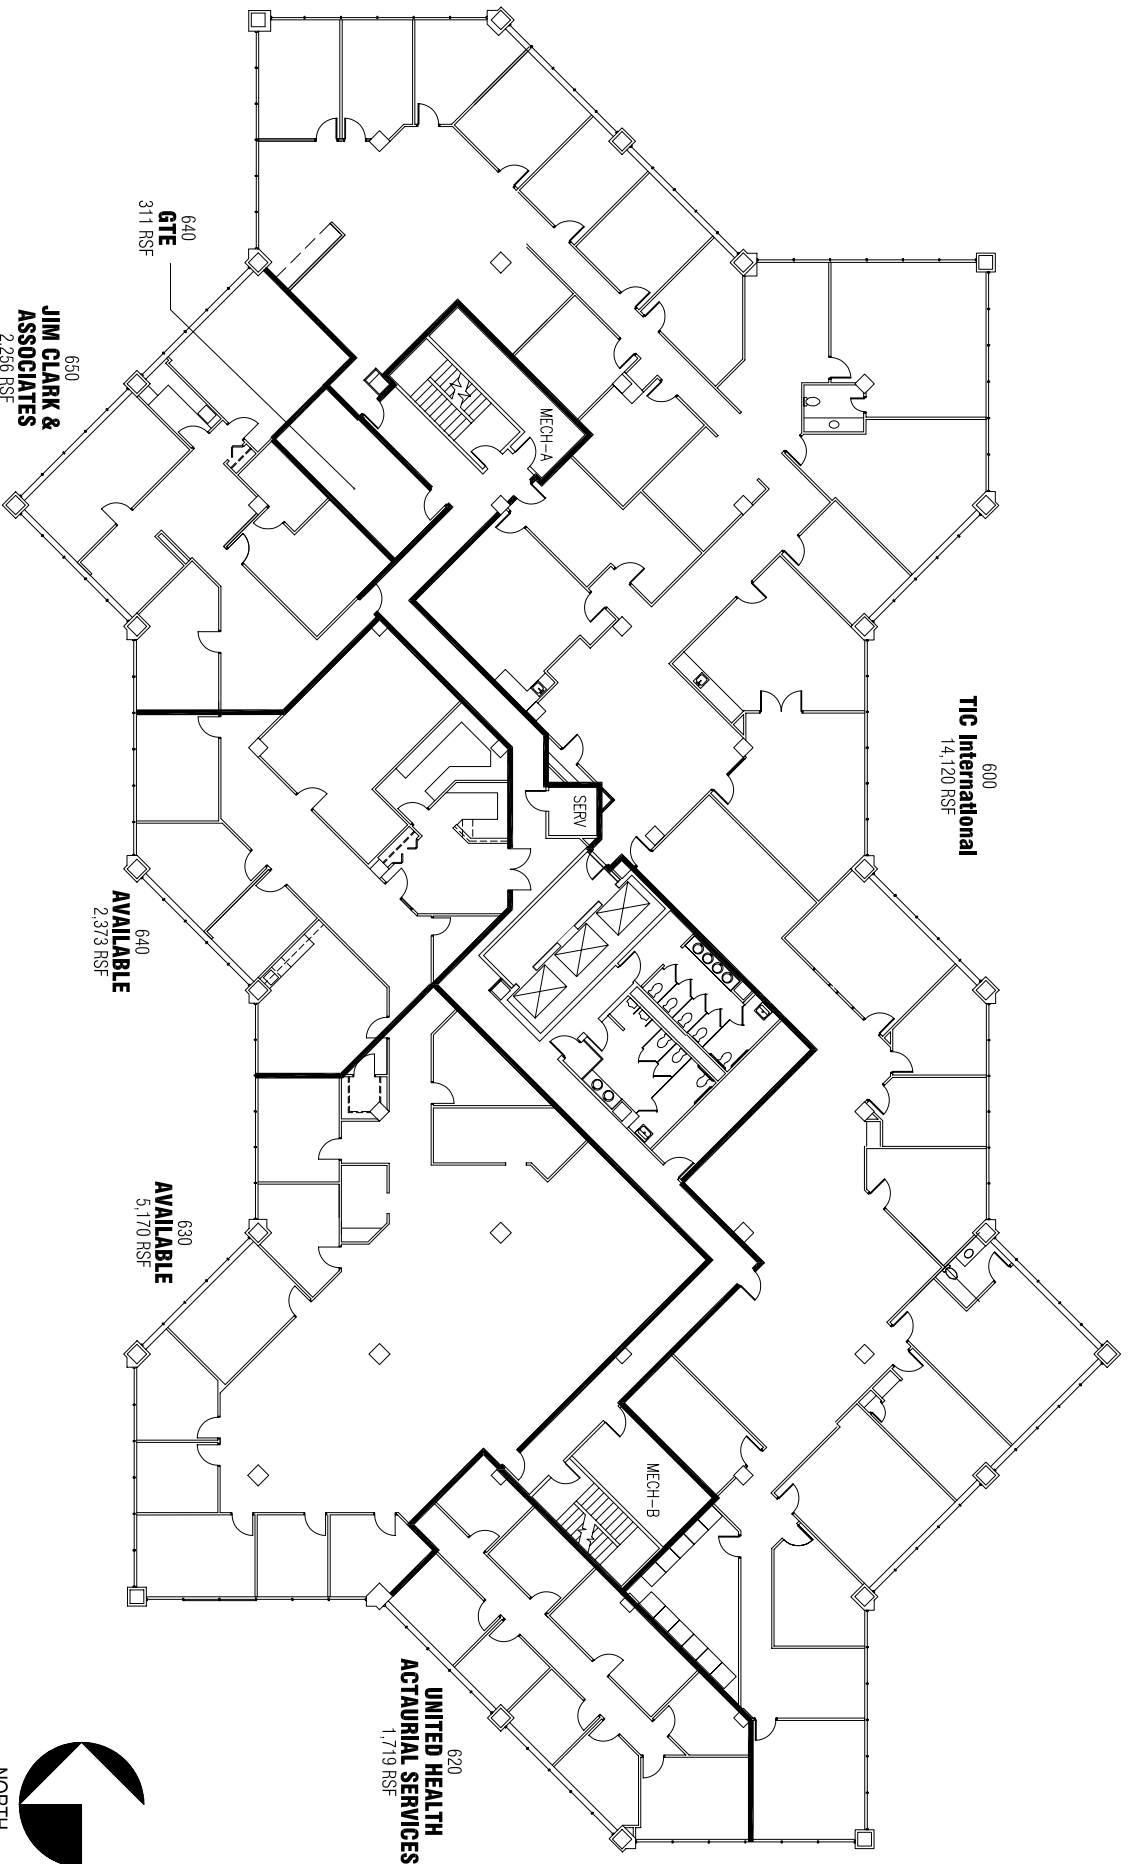 600
TIC International
14,120 RSF
640
GTE
311 RSF
MECH-A
650
JIM CLARK &
ASSOCIATES
2,256 RSF
SERV
640
AVAILABLE
2,373 RSF
630
AVAILABLE
5,170 RSF
MECH-B
620
UNITED HEALTH
ACTAURIAL SERVICES
1,719 RSF
NORTH